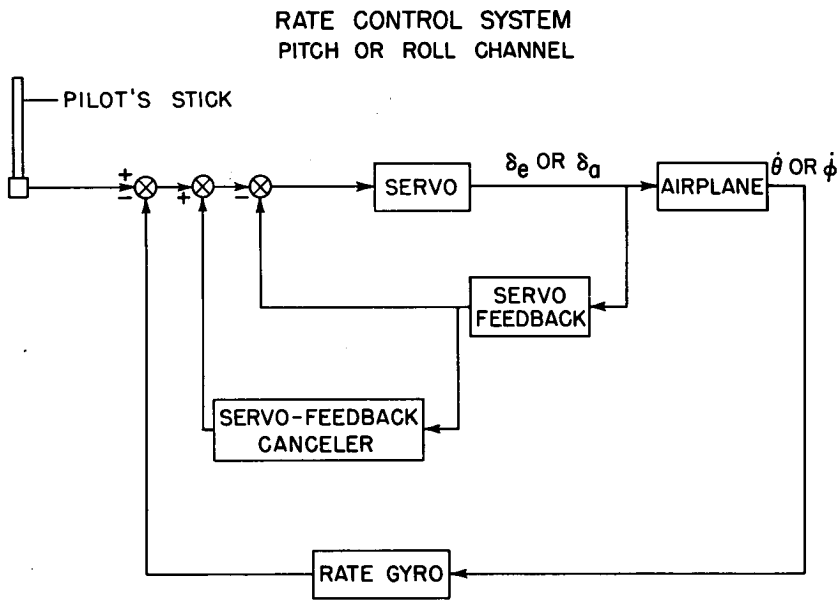 RATE CONTROL SYSTEM
PITCH OR ROLL CHANNEL
PILOT'S STICK
+
−
+
−
SERVO
δe OR δa
AIRPLANE
θ̇ OR φ̇
SERVO
FEEDBACK
SERVO-FEEDBACK
CANCELER
RATE GYRO